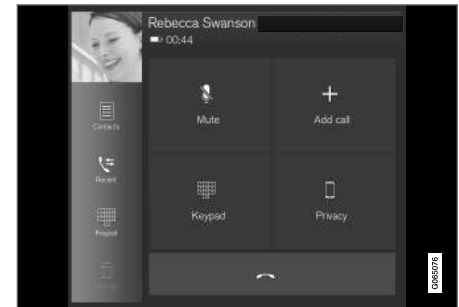 Rebecca Swanson
00:44
Contacts
Recent
Keypad
Mute
Add call
Keypad
Privacy
G065076